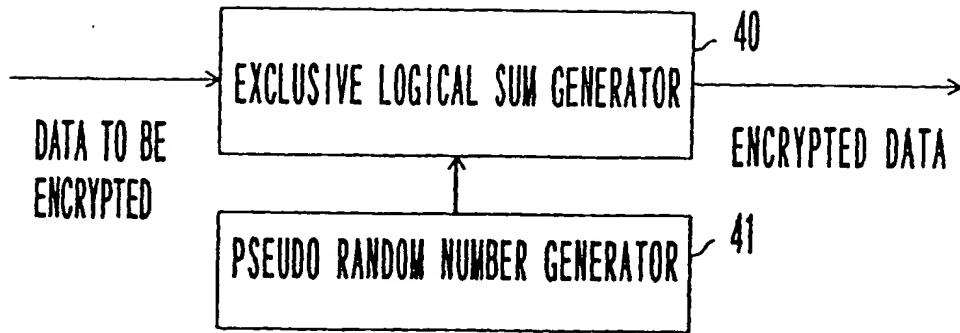 40
EXCLUSIVE LOGICAL SUM GENERATOR
DATA TO BE
ENCRYPTED
ENCRYPTED DATA
41
PSEUDO RANDOM NUMBER GENERATOR